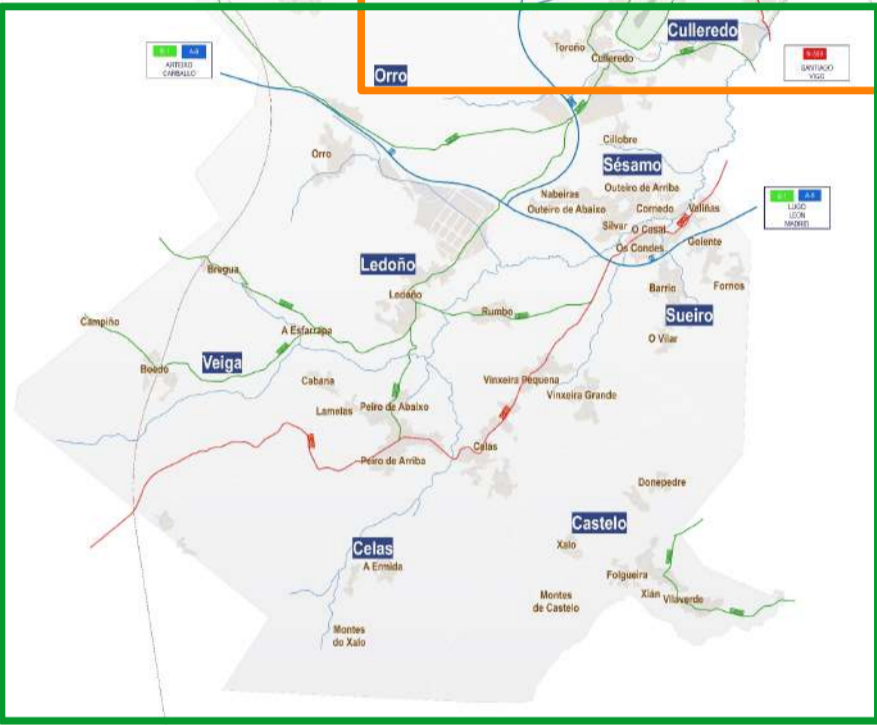 Culleredo
Toroño
Culleredo
A-6
ARTEIXO
CARBALLO
N-550
SANTIAGO
VIGO
Orro
Orro
Cillobre
Sésamo
Outeiro de Arriba
Nabeiras
Outeiro de Abaixo
Cornedo
Valiñas
Silvar
O Casal
Os Condes
Gelente
LUGO
LEÓN
MADRID
Ledoño
Bregua
Ledoño
Rumbo
Barrio
Fornos
Sueiro
O Vilar
Campiño
A Esfarrapa
Boedo
Veiga
Cabana
Vinxeira Pequena
Vinxeira Grande
Lamelas
Peiro de Abaixo
Celas
Peiro de Arriba
Donepedre
Castelo
Xalo
Celas
A Ermida
Folgueira
Xián
Vilaverde
Montes
de Castelo
Montes
do Xalo